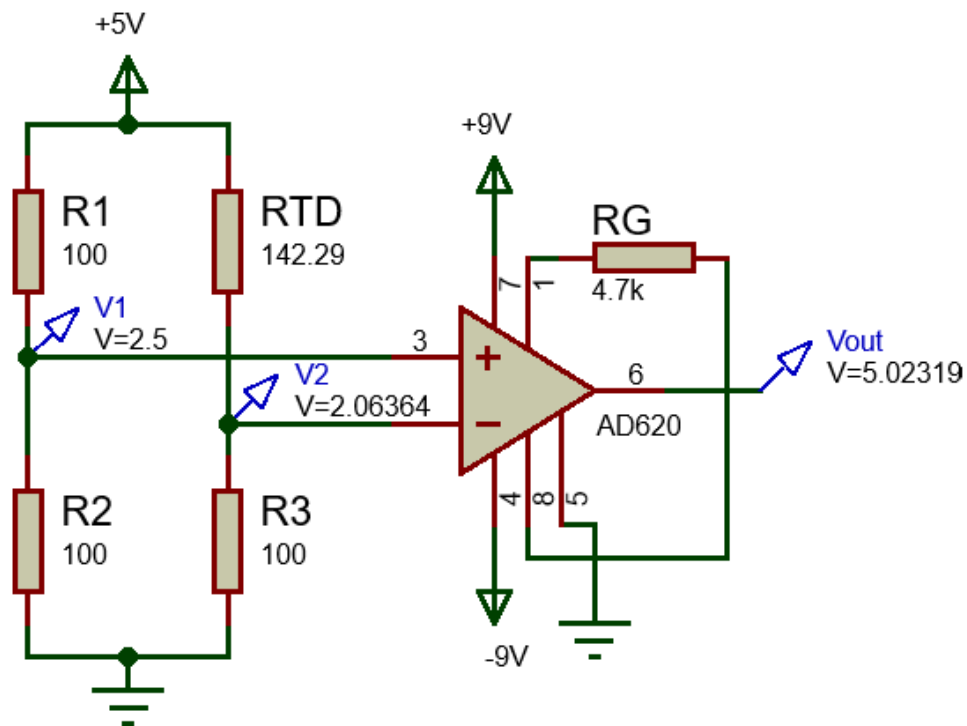 +5V
+9V
R1
100
RTD
142.29
RG
4.7k
7
1
V1
V=2.5
3
V2
V=2.06364
6
Vout
V=5.02319
AD620
R2
100
R3
100
4
8
5
-9V